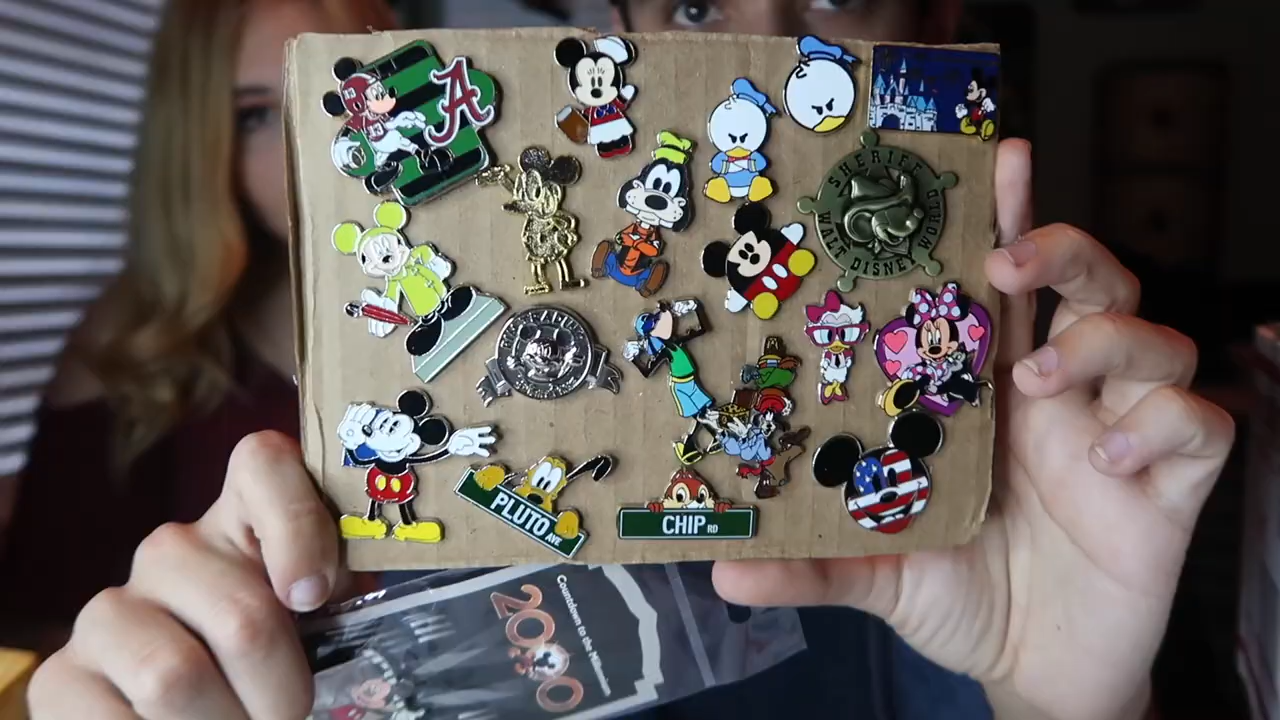 A
SHERIFF
WALT DISNEY WORLD
PLUTO AVE
CHIP RD
Countdown to the Millennium
2000